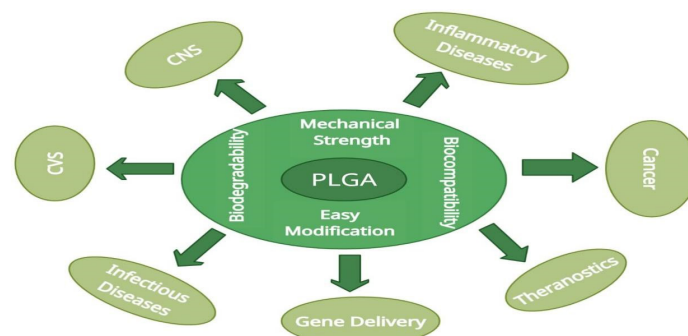 CNS
Inflammatory
Diseases
Mechanical
Strength
Biodegradability
Biocompatibility
PLGA
Easy
Modification
CVS
Cancer
Infectious
Diseases
Gene Delivery
Theranostics